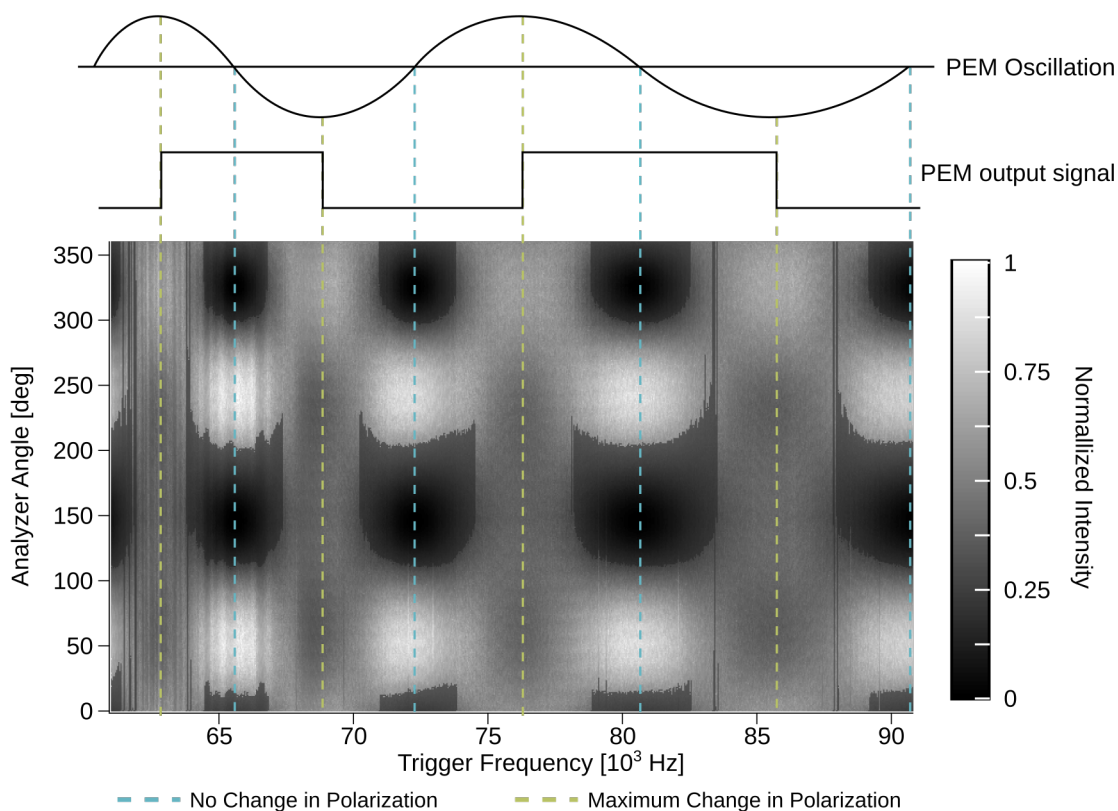 PEM Oscillation
PEM output signal
350
300
250
200
150
100
50
0
Analyzer Angle [deg]
65 70 75 80 85 90
Trigger Frequency [10³ Hz]
1
0.75
0.5
0.25
0
Normallized Intensity
No Change in Polarization
Maximum Change in Polarization